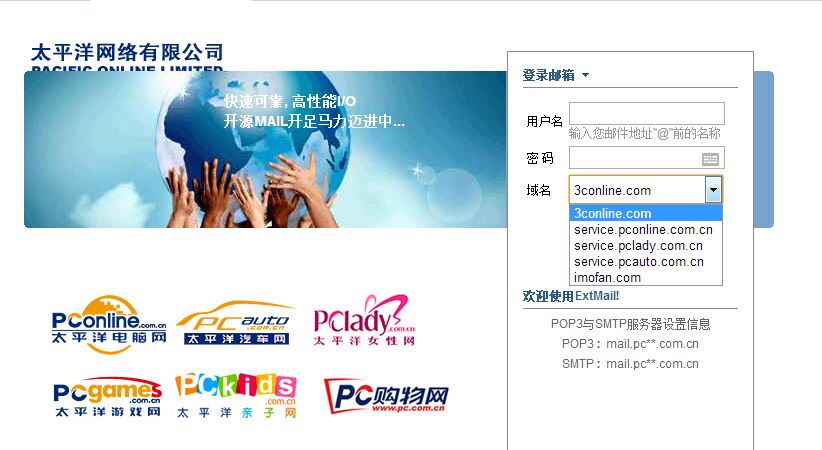 太平洋网络有限公司
PACIFIC ONLINE LIMITED
快速可靠, 高性能I/O
开源MAIL开足马力迈进中...
登录邮箱
用户名
输入您邮件地址"@"前的名称
密 码
域名
3conline.com
3conline.com
service.pconline.com.cn
service.pclady.com.cn
service.pcauto.com.cn
imofan.com
欢迎使用ExtMail!
POP3与SMTP服务器设置信息
POP3 : mail.pc**.com.cn
SMTP : mail.pc**.com.cn
PConline.com.cn
太平洋电脑网
PCauto.com.cn
太平洋汽车网
PClady.com.cn
太平洋女性网
PCgames.com.cn
太平洋游戏网
PCkids.com.cn
太平洋亲子网
PC购物网
www.pc.com.cn